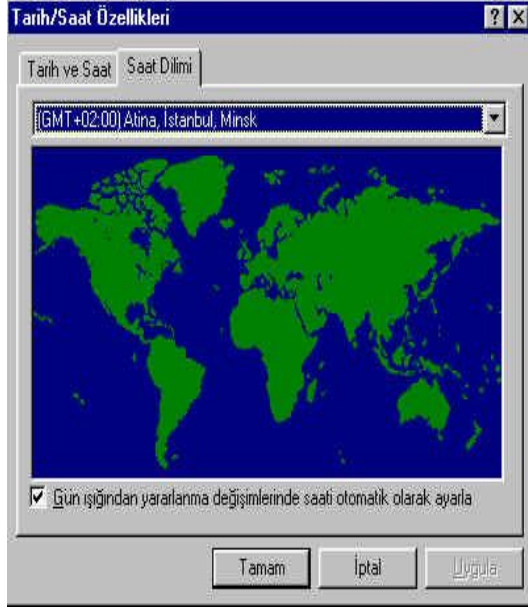 Tarih/Saat Özellikleri
Tarih ve Saat
Saat Dilimi
(GMT+02:00) Atina, İstanbul, Minsk
Gün ışığından yararlanma değişimlerinde saati otomatik olarak ayarla
Tamam
İptal
Uygula